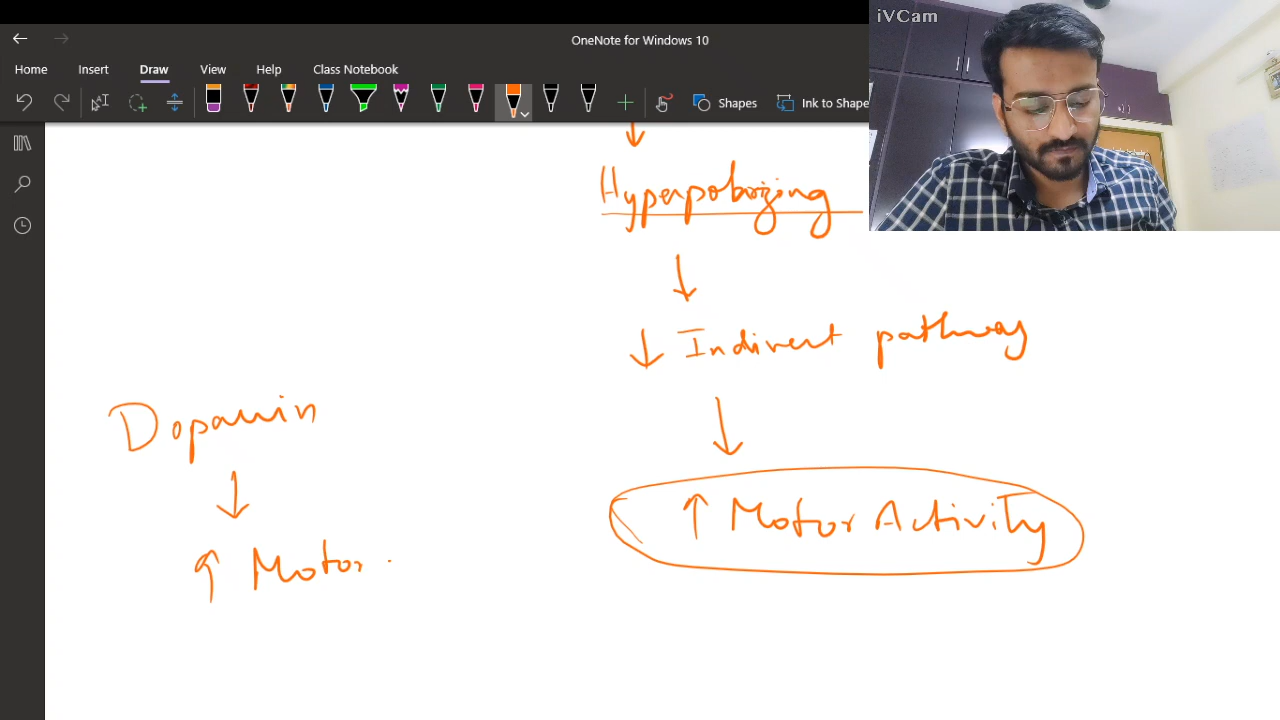 iVCam
OneNote for Windows 10
Home Insert Draw View Help Class Notebook
Shapes Ink to Shape
Hyperpolarizing
↓
↓ Indirect pathway
↓
↑ Motor Activity
Dopamin
↓
↑ Motor